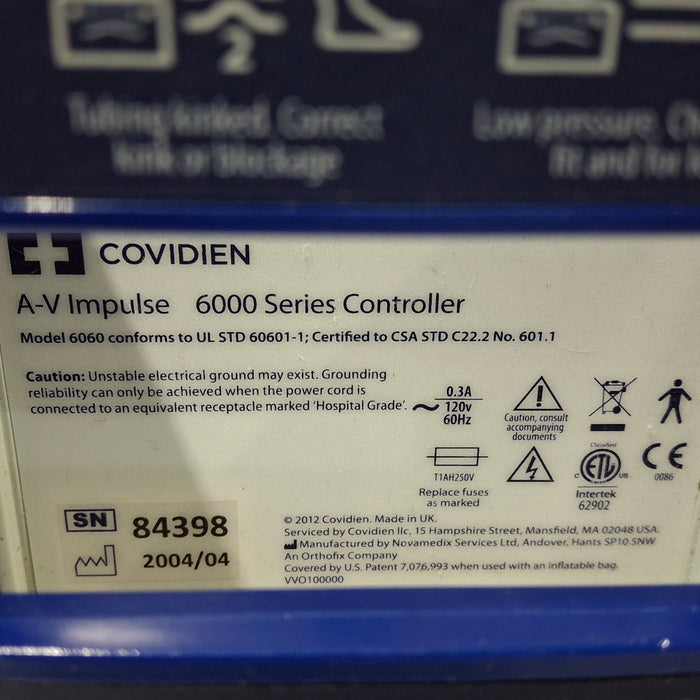 2
Tubing kinked. Correct
kink or blockage
Low pressure.
fit and for
COVIDIEN
A-V Impulse 6000 Series Controller
Model 6060 conforms to UL STD 60601-1; Certified to CSA STD C22.2 No. 601.1
Caution: Unstable electrical ground may exist. Grounding
reliability can only be achieved when the power cord is
connected to an equivalent receptacle marked 'Hospital Grade'.
0.3A
~ 120v
60Hz
Caution, consult
accompanying
documents
T1AH250V
Replace fuses
as marked
Classified
C ETL US
Intertek
62902
CE
0086
SN 84398
2004/04
© 2012 Covidien. Made in UK.
Serviced by Covidien llc, 15 Hampshire Street, Mansfield, MA 02048 USA.
Manufactured by Novamedix Services Ltd, Andover, Hants SP10 5NW
An Orthofix Company
Covered by U.S. Patent 7,076,993 when used with an inflatable bag.
VVO100000